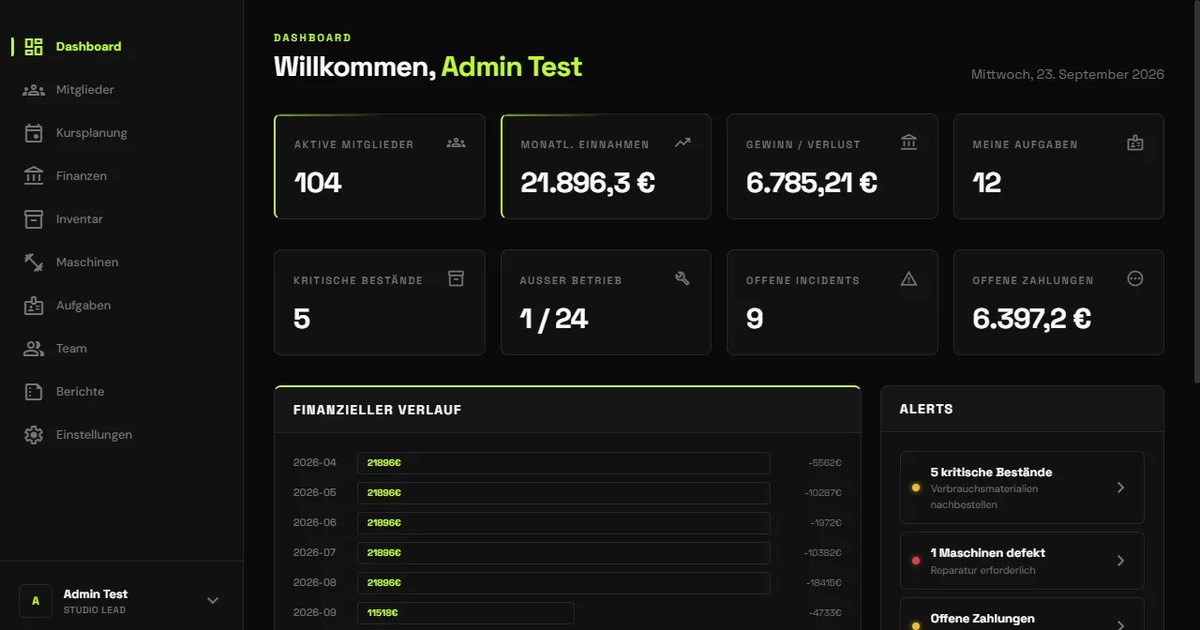 Dashboard
Mitglieder
Kursplanung
Finanzen
Inventar
Maschinen
Aufgaben
Team
Berichte
Einstellungen
A
Admin Test
STUDIO LEAD
DASHBOARD
Willkommen, Admin Test
Mittwoch, 23. September 2026
AKTIVE MITGLIEDER
104
MONATL. EINNAHMEN
21.896,3 €
GEWINN / VERLUST
6.785,21 €
MEINE AUFGABEN
12
KRITISCHE BESTÄNDE
5
AUSSER BETRIEB
1 / 24
OFFENE INCIDENTS
9
OFFENE ZAHLUNGEN
6.397,2 €
FINANZIELLER VERLAUF
2026-04 21896€ -5562€
2026-05 21896€ -10287€
2026-06 21896€ -1972€
2026-07 21896€ -10382€
2026-08 21896€ -18415€
2026-09 11518€ -4733€
ALERTS
5 kritische Bestände
Verbrauchsmaterialien
nachbestellen
1 Maschinen defekt
Reparatur erforderlich
Offene Zahlungen